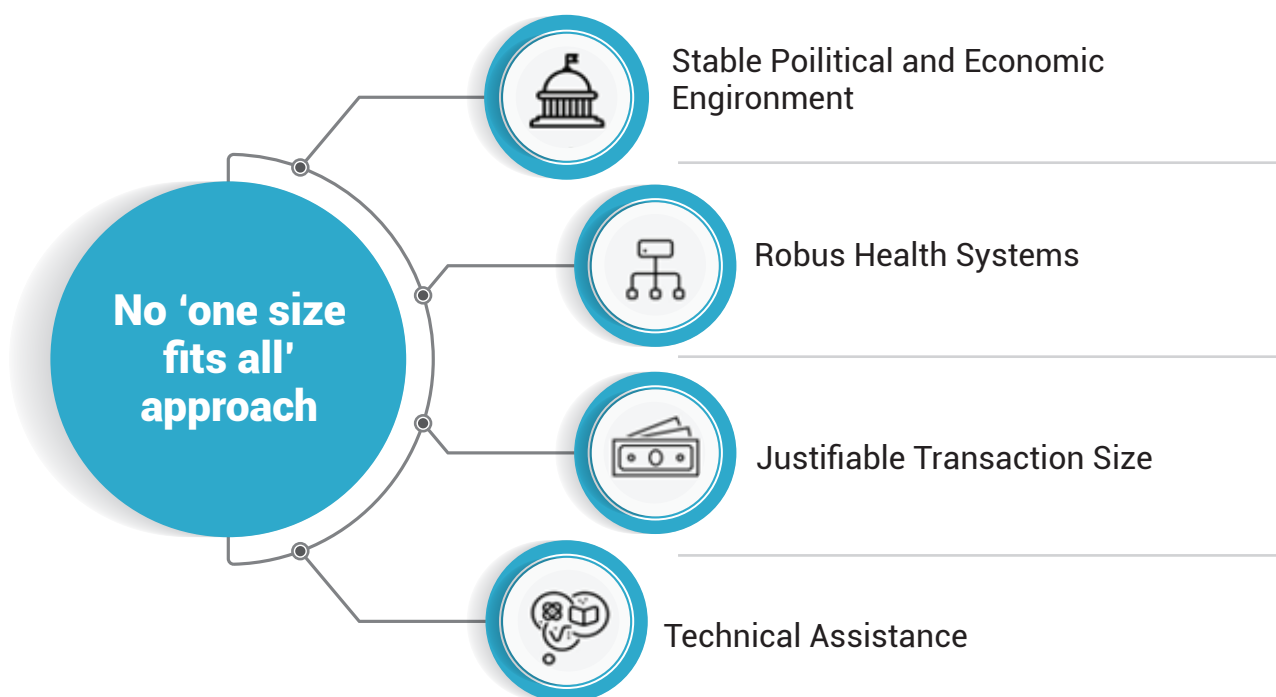 Stable Poilitical and Economic
Engironment
Robus Health Systems
No ‘one size
fits all’
approach
Justifiable Transaction Size
Technical Assistance